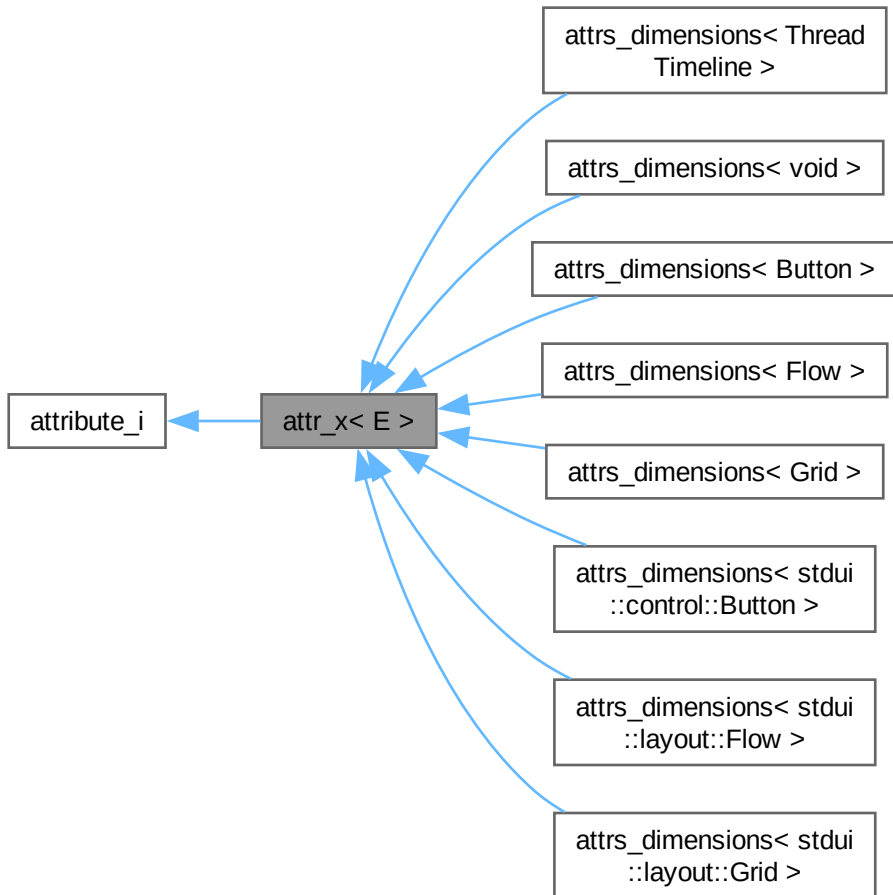 attrs_dimensions< Thread
Timeline >
attrs_dimensions< void >
attrs_dimensions< Button >
attrs_dimensions< Flow >
attribute_i
attr_x< E >
attrs_dimensions< Grid >
attrs_dimensions< stdui
::control::Button >
attrs_dimensions< stdui
::layout::Flow >
attrs_dimensions< stdui
::layout::Grid >